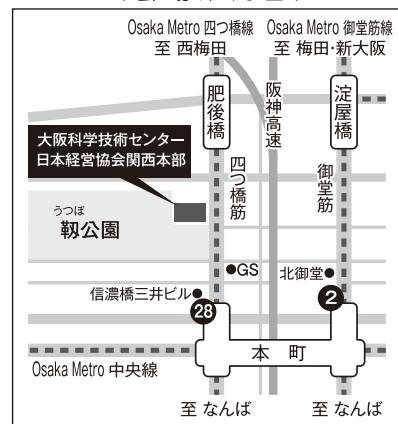 Osaka Metro 四つ橋線
至 西梅田
Osaka Metro 御堂筋線
至 梅田・新大阪
肥後橋
阪神高速
淀屋橋
大阪科学技術センター
日本経営協会関西本部
四つ橋筋
御堂筋
うつぼ
靱公園
GS
北御堂
信濃橋三井ビル
28
2
本町
Osaka Metro 中央線
至 なんば
至 なんば